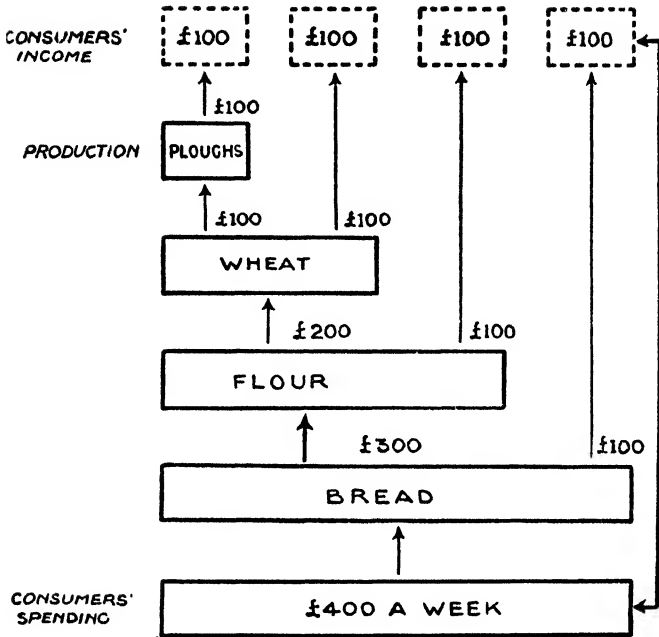 CONSUMERS' INCOME
£100 £100 £100 £100
£100
PRODUCTION PLOUGHS
£100 £100
WHEAT
£200 £100
FLOUR
£300 £100
BREAD
CONSUMERS' SPENDING
£400 A WEEK